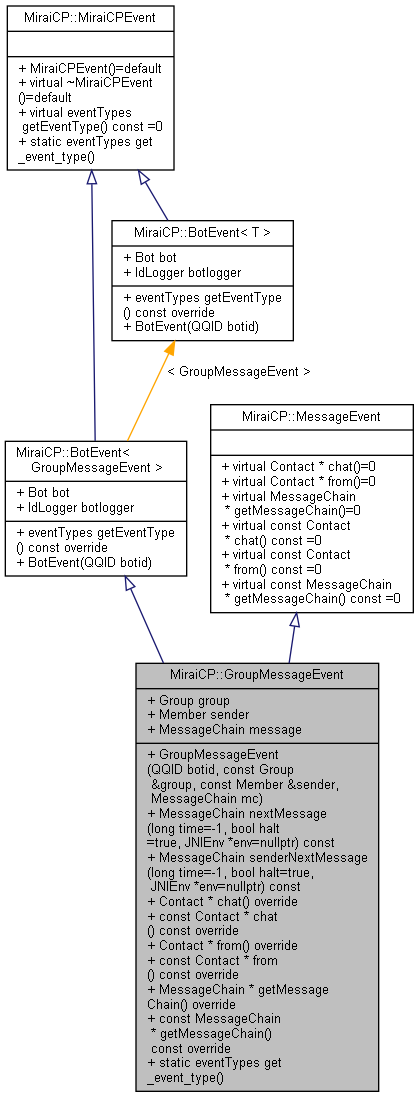 MiraiCP::MiraiCPEvent
+ MiraiCPEvent()=default
+ virtual ~MiraiCPEvent
()=default
+ virtual eventTypes
getEventType() const =0
+ static eventTypes get
_event_type()
MiraiCP::BotEvent< T >
+ Bot bot
+ IdLogger botlogger
+ eventTypes getEventType
() const override
+ BotEvent(QQID botid)
< GroupMessageEvent >
MiraiCP::BotEvent<
GroupMessageEvent >
+ Bot bot
+ IdLogger botlogger
+ eventTypes getEventType
() const override
+ BotEvent(QQID botid)
MiraiCP::MessageEvent
+ virtual Contact * chat()=0
+ virtual Contact * from()=0
+ virtual MessageChain
* getMessageChain()=0
+ virtual const Contact
* chat() const =0
+ virtual const Contact
* from() const =0
+ virtual const MessageChain
* getMessageChain() const =0
MiraiCP::GroupMessageEvent
+ Group group
+ Member sender
+ MessageChain message
+ GroupMessageEvent
(QQID botid, const Group
&group, const Member &sender,
MessageChain mc)
+ MessageChain nextMessage
(long time=-1, bool halt
=true, JNIEnv *env=nullptr) const
+ MessageChain senderNextMessage
(long time=-1, bool halt=true,
JNIEnv *env=nullptr) const
+ Contact * chat() override
+ const Contact * chat
() const override
+ Contact * from() override
+ const Contact * from
() const override
+ MessageChain * getMessage
Chain() override
+ const MessageChain
* getMessageChain()
const override
+ static eventTypes get
_event_type()